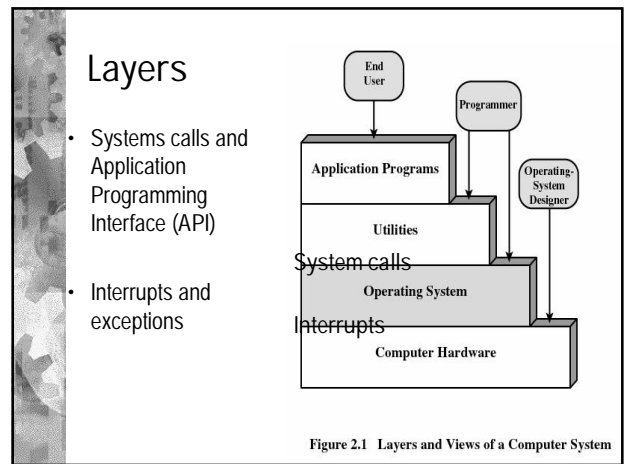 Layers
• Systems calls and
Application
Programming
Interface (API)
• Interrupts and
exceptions
End
User
Programmer
Operating-
System
Designer
Application Programs
Utilities
System calls
Operating System
Interrupts
Computer Hardware
Figure 2.1 Layers and Views of a Computer System